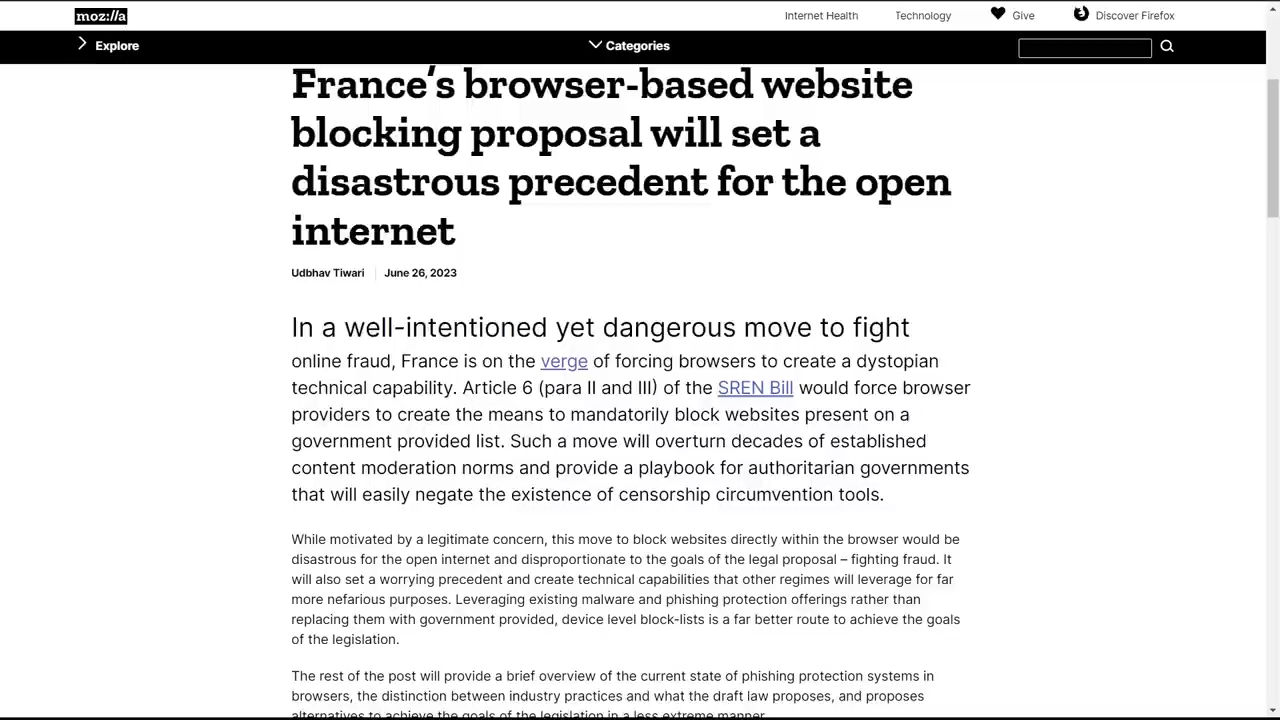 moz://a
Internet Health
Technology
Give
Discover Firefox
Explore
Categories
France’s browser-based website
blocking proposal will set a
disastrous precedent for the open
internet
Udbhav Tiwari
June 26, 2023
In a well-intentioned yet dangerous move to fight
online fraud, France is on the verge of forcing browsers to create a dystopian
technical capability. Article 6 (para II and III) of the SREN Bill would force browser
providers to create the means to mandatorily block websites present on a
government provided list. Such a move will overturn decades of established
content moderation norms and provide a playbook for authoritarian governments
that will easily negate the existence of censorship circumvention tools.
While motivated by a legitimate concern, this move to block websites directly within the browser would be
disastrous for the open internet and disproportionate to the goals of the legal proposal – fighting fraud. It
will also set a worrying precedent and create technical capabilities that other regimes will leverage for far
more nefarious purposes. Leveraging existing malware and phishing protection offerings rather than
replacing them with government provided, device level block-lists is a far better route to achieve the goals
of the legislation.
The rest of the post will provide a brief overview of the current state of phishing protection systems in
browsers, the distinction between industry practices and what the draft law proposes, and proposes
alternatives to achieve the goals of the legislation in a less extreme manner.